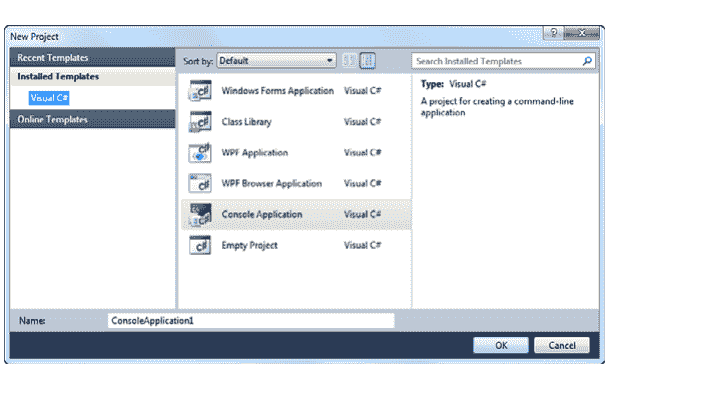 New Project
Recent Templates
Installed Templates
Visual C#
Online Templates
Sort by: Default
Search Installed Templates
Windows Forms Application Visual C#
Class Library Visual C#
WPF Application Visual C#
WPF Browser Application Visual C#
Console Application Visual C#
Empty Project Visual C#
Type: Visual C#
A project for creating a command-line
application
Name: ConsoleApplication1
OK Cancel